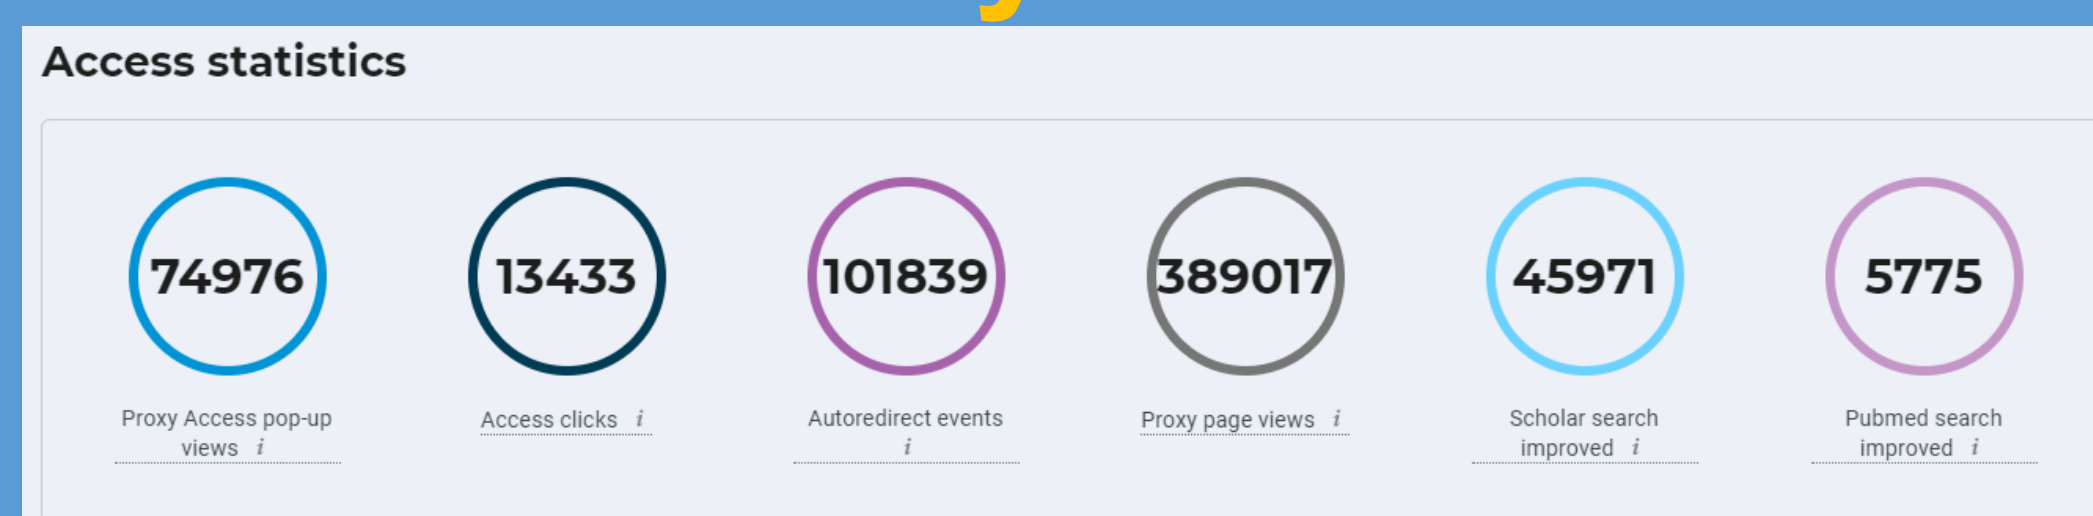 Access statistics
74976
13433
101839
389017
45971
5775
Proxy Access pop-up
views i
Access clicks i
Autoredirect events
i
Proxy page views i
Scholar search
improved i
Pubmed search
improved i